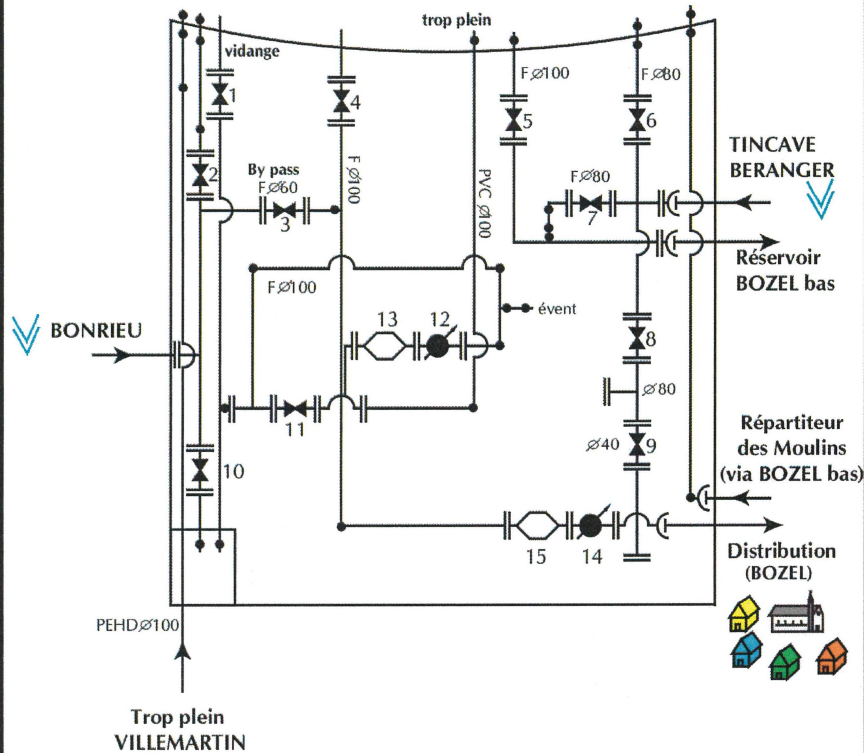 trop plein
vidange
F∅100
F∅80
1
4
5
6
TINCAVE
BERANGER
By pass
F∅60
2
F∅100
PVC ∅100
F∅80
3
7
Réservoir
BOZEL bas
F∅100
évent
BONRIEU
13
12
8
∅80
11
∅40
9
Répartiteur
des Moulins
(via BOZEL bas)
10
15
14
Distribution
(BOZEL)
PEHD∅100
Trop plein
VILLEMARTIN